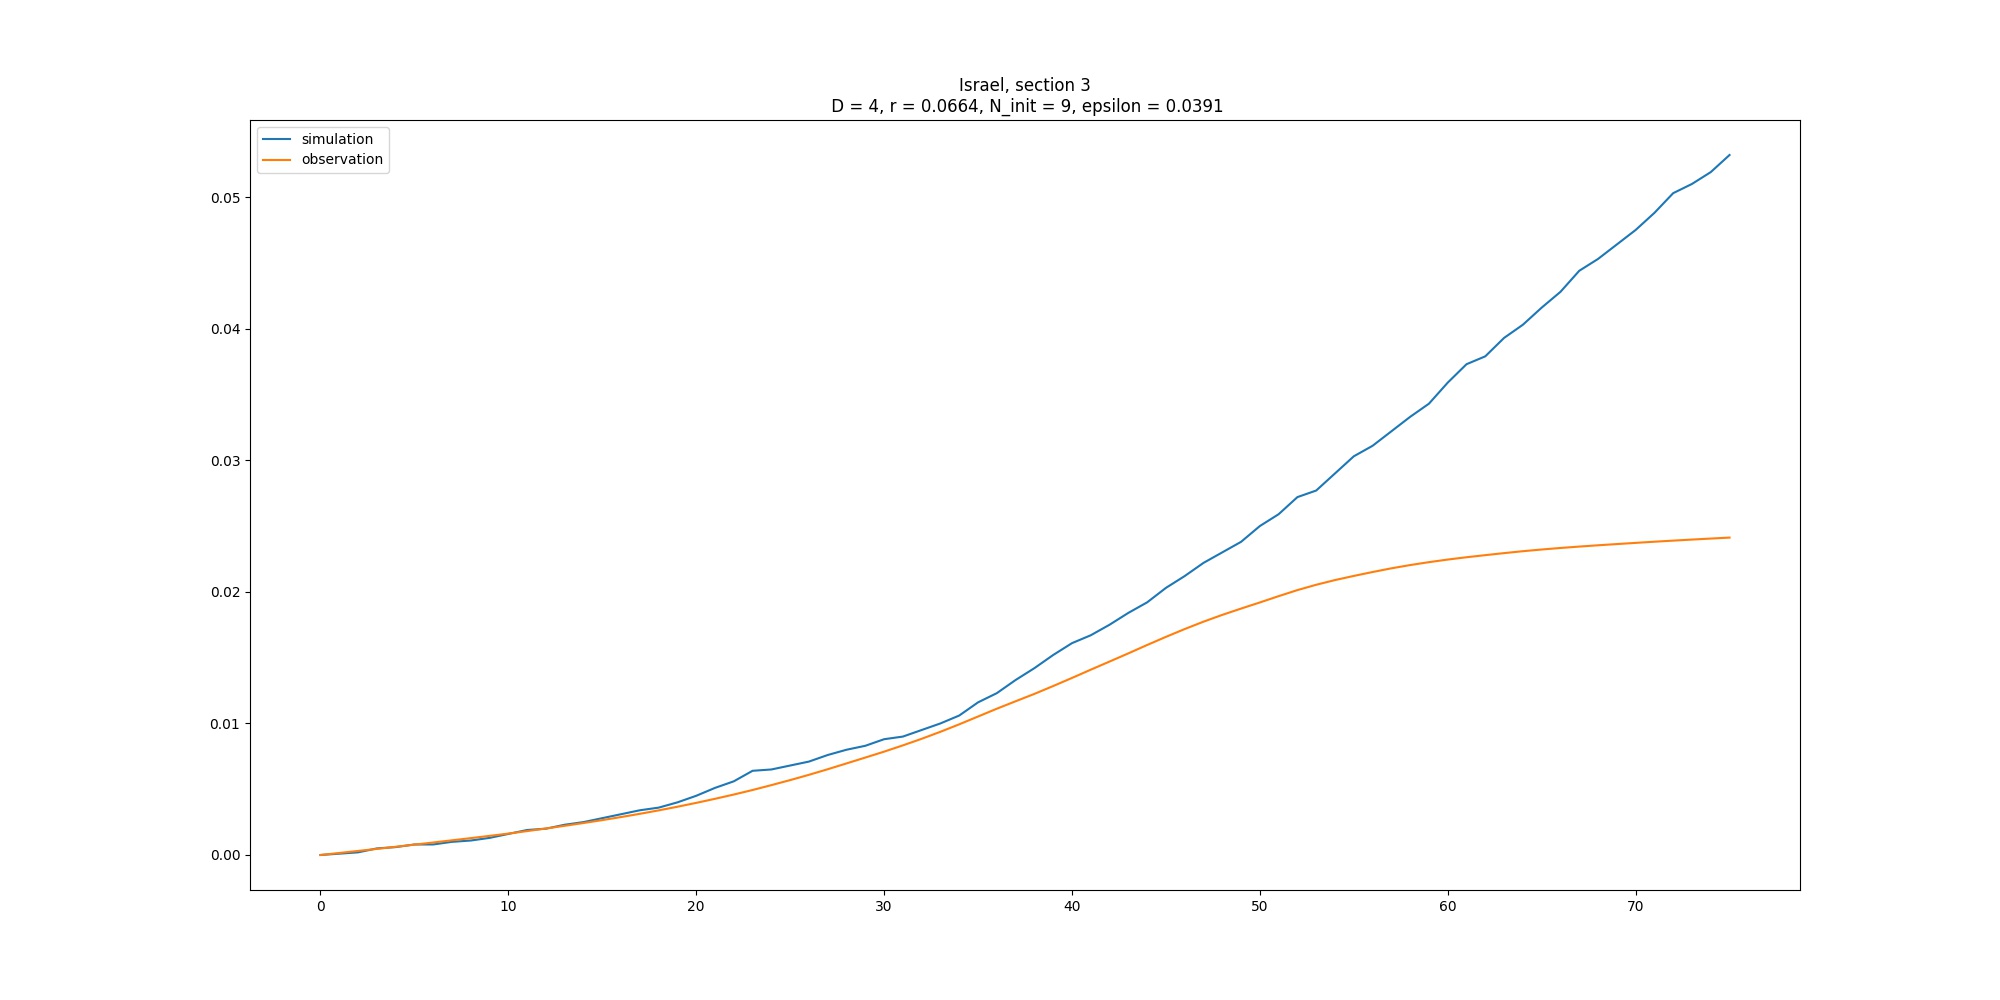 Israel, section 3
D = 4, r = 0.0664, N_init = 9, epsilon = 0.0391
simulation
observation
0.05
0.04
0.03
0.02
0.01
0.00
0 10 20 30 40 50 60 70